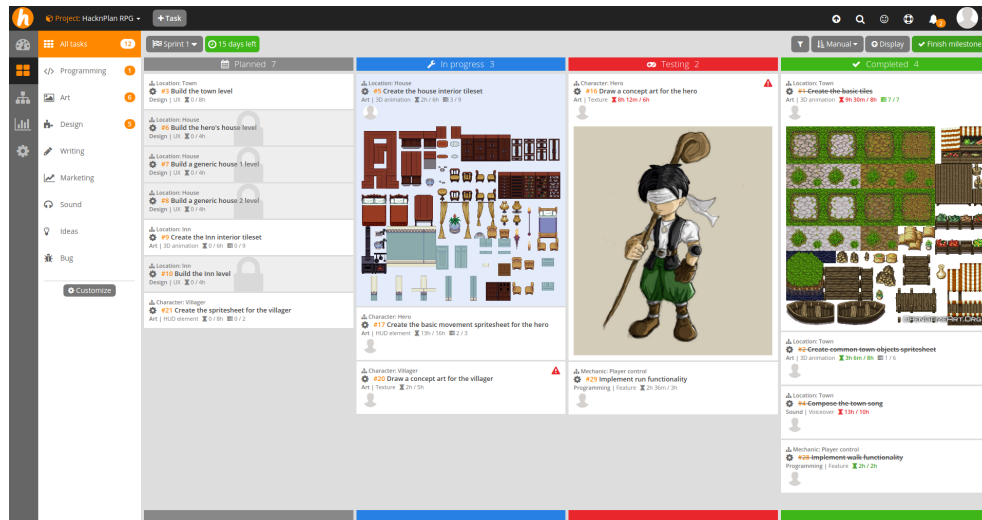 h
Project: HacknPlan RPG
+ Task
2
All tasks 12
Programming 1
Art 6
Design 5
Writing
Marketing
Sound
Ideas
Bug
Customize
Sprint 1
15 days left
Manual
Display
Finish milestone
Planned 7
Location: Town
#3 Build the town level
Design | UX 0 / 8h
Location: House
#6 Build the hero's house level
Design | UX 0 / 4h
Location: House
#7 Build a generic house 1 level
Design | UX 0 / 4h
Location: House
#8 Build a generic house 2 level
Design | UX 0 / 4h
Location: Inn
#9 Create the Inn interior tileset
Art | 3D animation 0 / 6h 0 / 9
Location: Inn
#10 Build the Inn level
Design | UX 0 / 4h
Character: Villager
#21 Create the spritesheet for the villager
Art | HUD element 0 / 8h 0 / 2
In progress 3
Location: House
#5 Create the house interior tileset
Art | 3D animation 2h / 6h 3 / 9
Character: Hero
#17 Create the basic movement spritesheet for the hero
Art | HUD element 13h / 16h 2 / 3
Character: Villager
#20 Draw a concept art for the villager
Art | Texture 2h / 5h
Testing 2
Character: Hero
#16 Draw a concept art for the hero
Art | Texture 8h 12m / 6h
Mechanic: Player control
#29 Implement run functionality
Programming | Feature 2h 36m / 3h
Completed 4
Location: Town
#1 Create the basic tiles
Art | 3D animation 9h 30m / 8h 7 / 7
OPENGAMEART.ORG
Location: Town
#2 Create common town objects spritesheet
Art | 3D animation 3h 6m / 8h 1 / 6
Location: Town
#4 Compose the town song
Sound | Voiceover 13h / 10h
Mechanic: Player control
#28 Implement walk functionality
Programming | Feature 2h / 2h